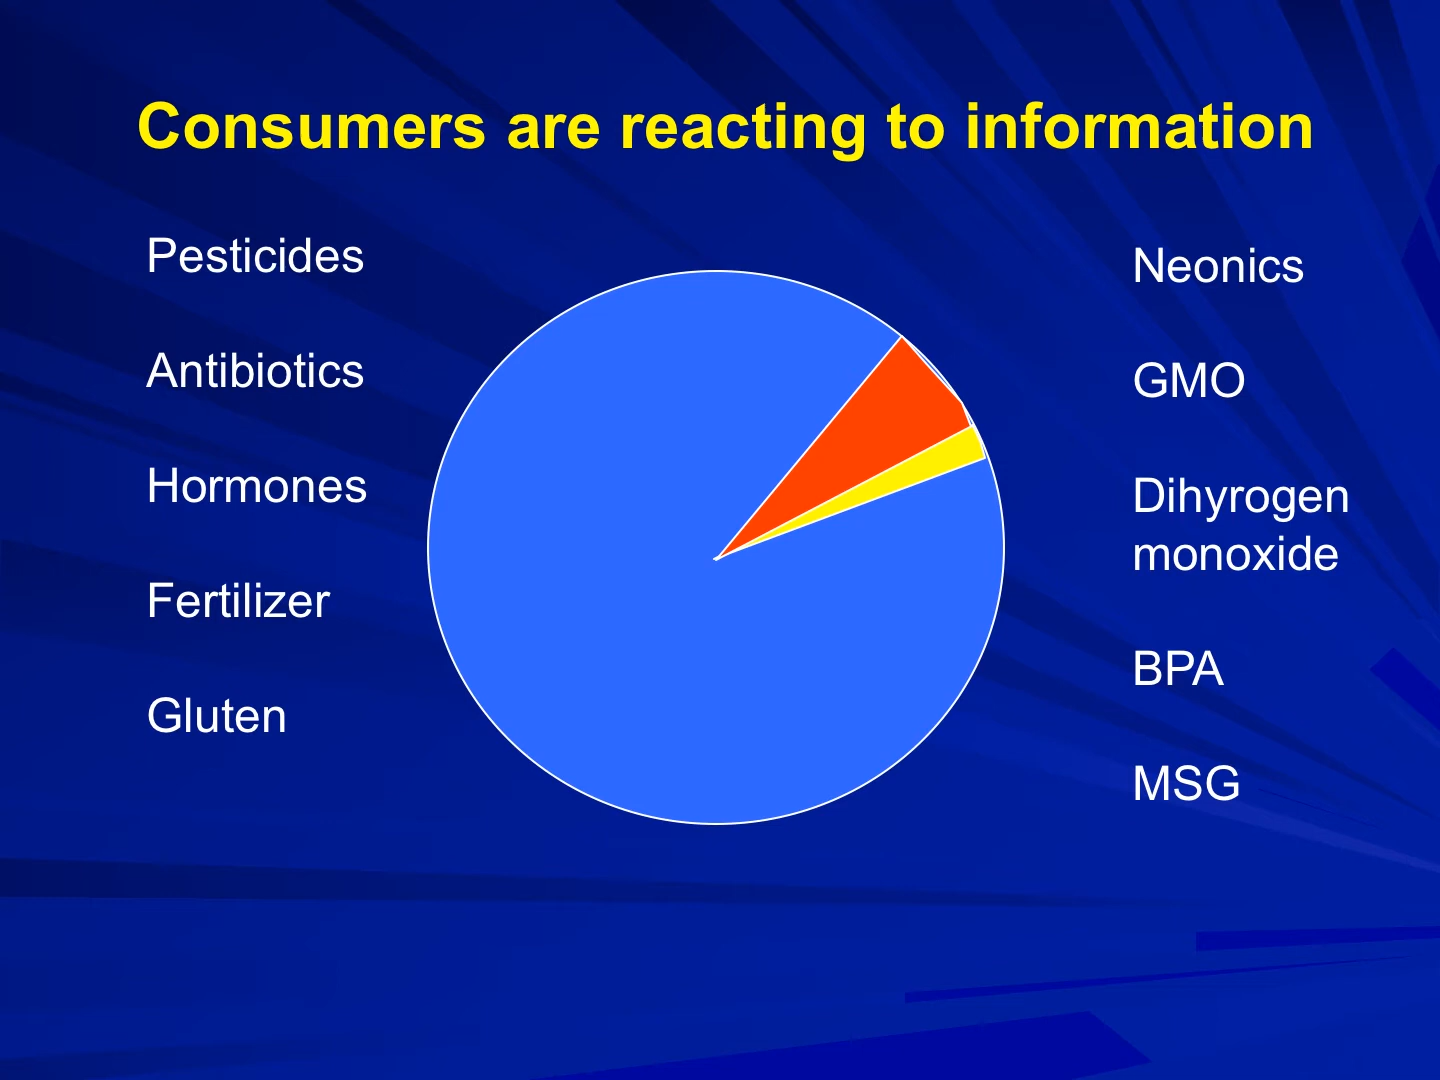 Consumers are reacting to information
Pesticides
Antibiotics
Hormones
Fertilizer
Gluten
Neonics
GMO
Dihyrogen
monoxide
BPA
MSG